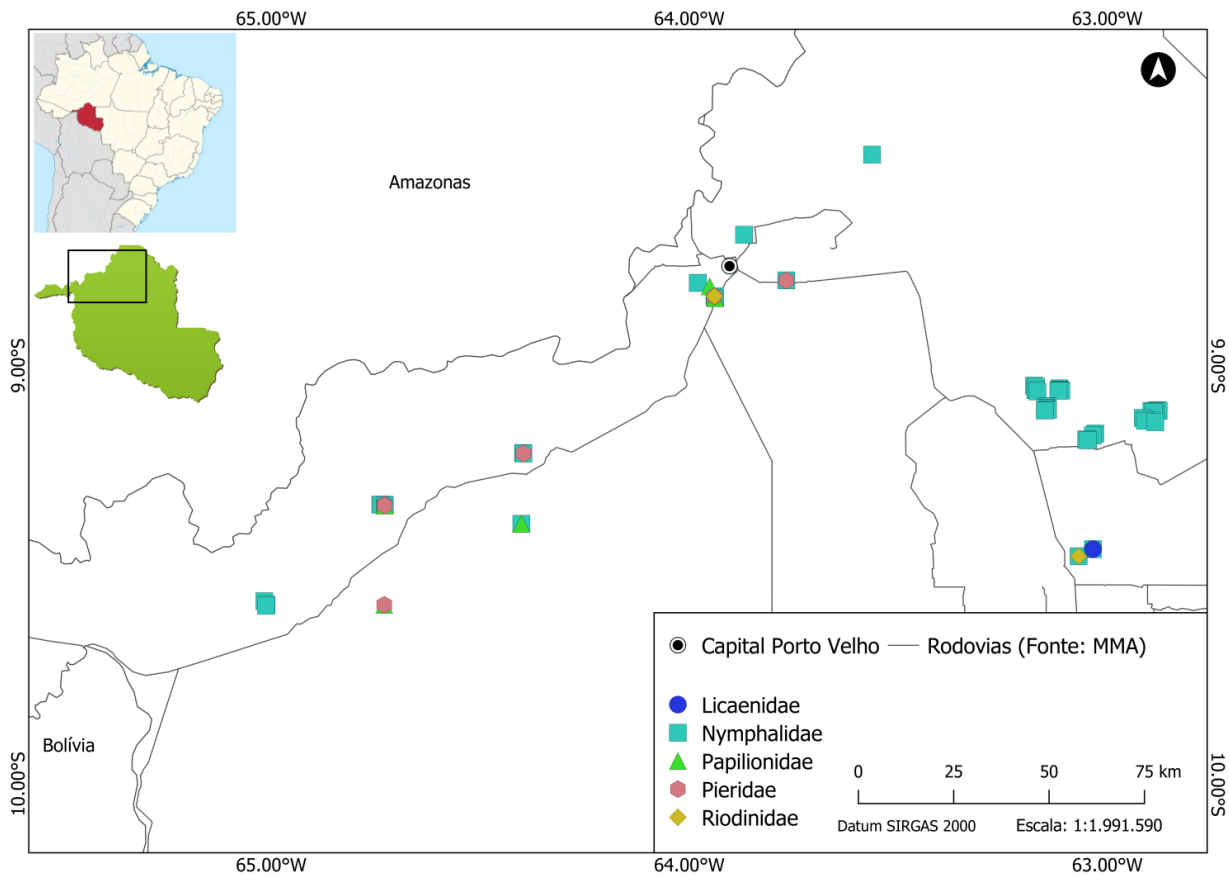 65.00°W 64.00°W 63.00°W
Amazonas
9.00°S 9.00°S
Capital Porto Velho Rodovias (Fonte: MMA)
Licaenidae
Nymphalidae
Papilionidae
Pieridae
Riodinidae
0 25 50 75 km
Datum SIRGAS 2000 Escala: 1:1.991.590
Bolívia
10.00°S 10.00°S
65.00°W 64.00°W 63.00°W